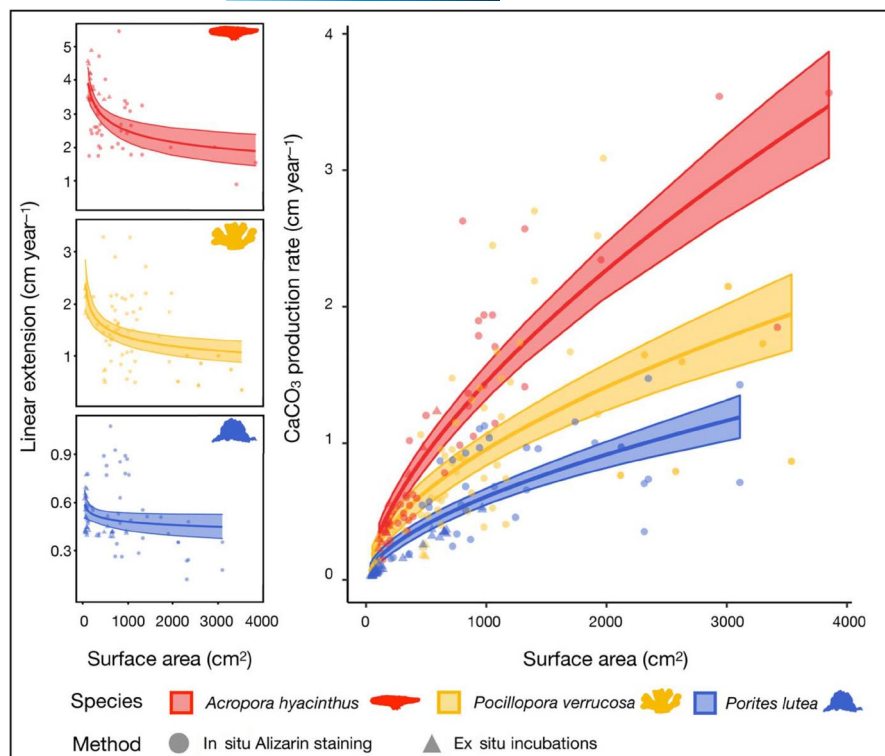 5
4
3
2
1
3
2
1
0.9
0.6
0.3
0 1000 2000 3000 4000
Linear extension (cm year⁻¹)
Surface area (cm²)
4
3
2
1
0
0 1000 2000 3000 4000
CaCO₃ production rate (cm year⁻¹)
Surface area (cm²)
Species Acropora hyacinthus Pocillopora verrucosa Porites lutea
Method In situ Alizarin staining Ex situ incubations